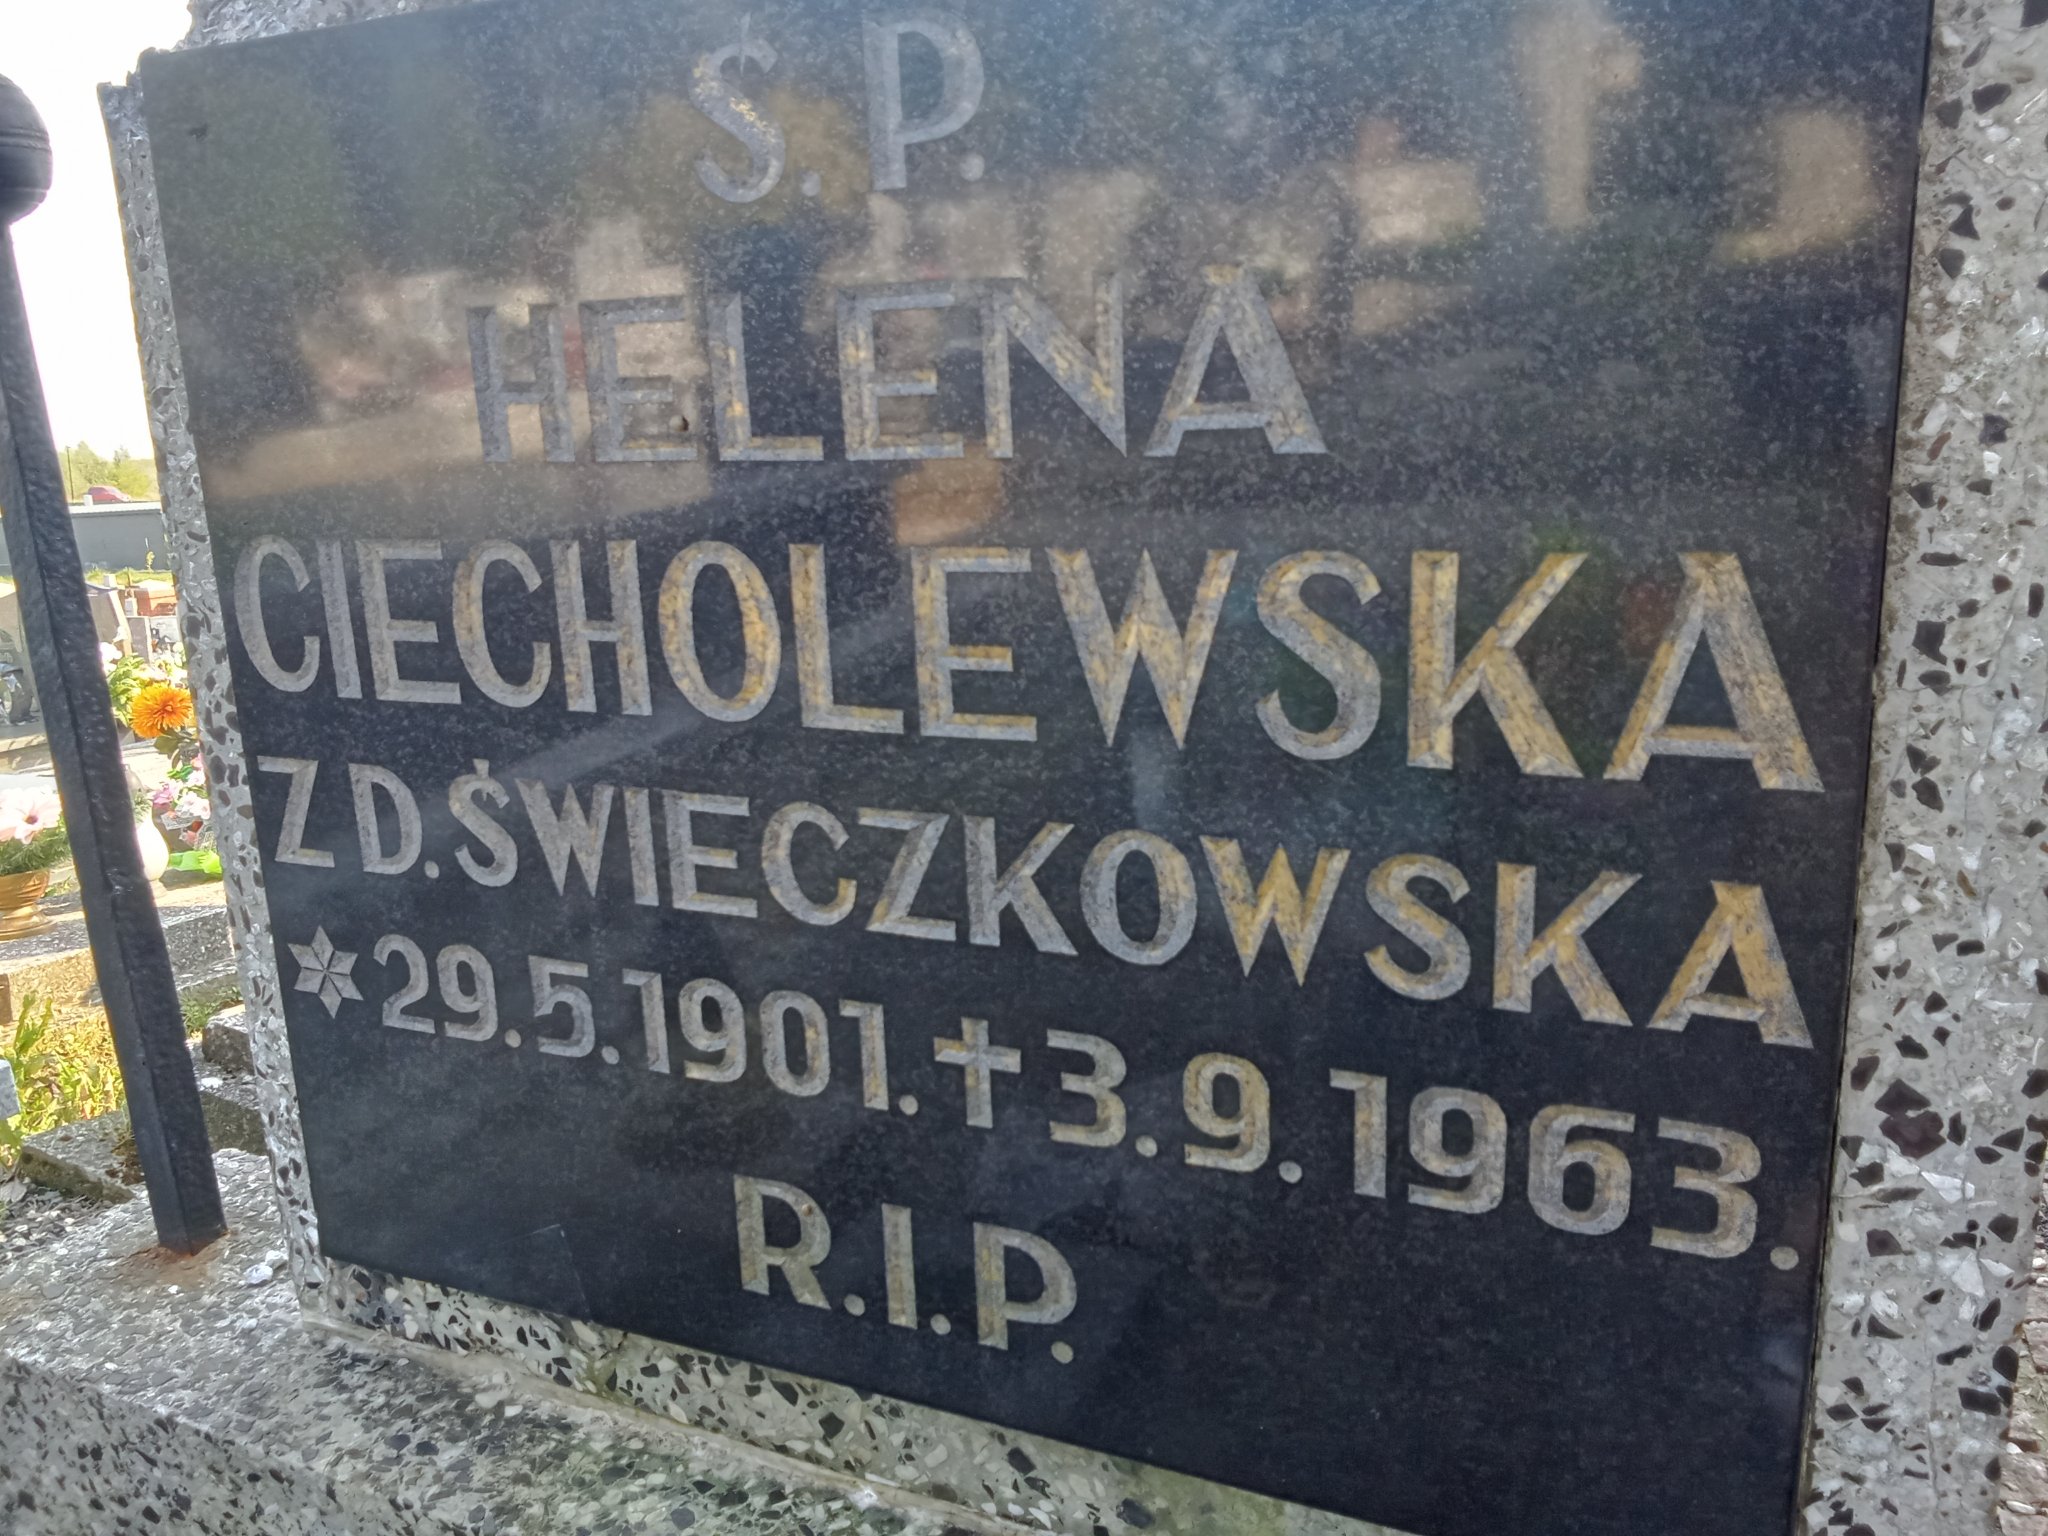 Ś.P.
HELENA
CIECHOLEWSKA
Z D. ŚWIECZKOWSKA
* 29.5.1901. ✝ 3.9.1963.
R.I.P.